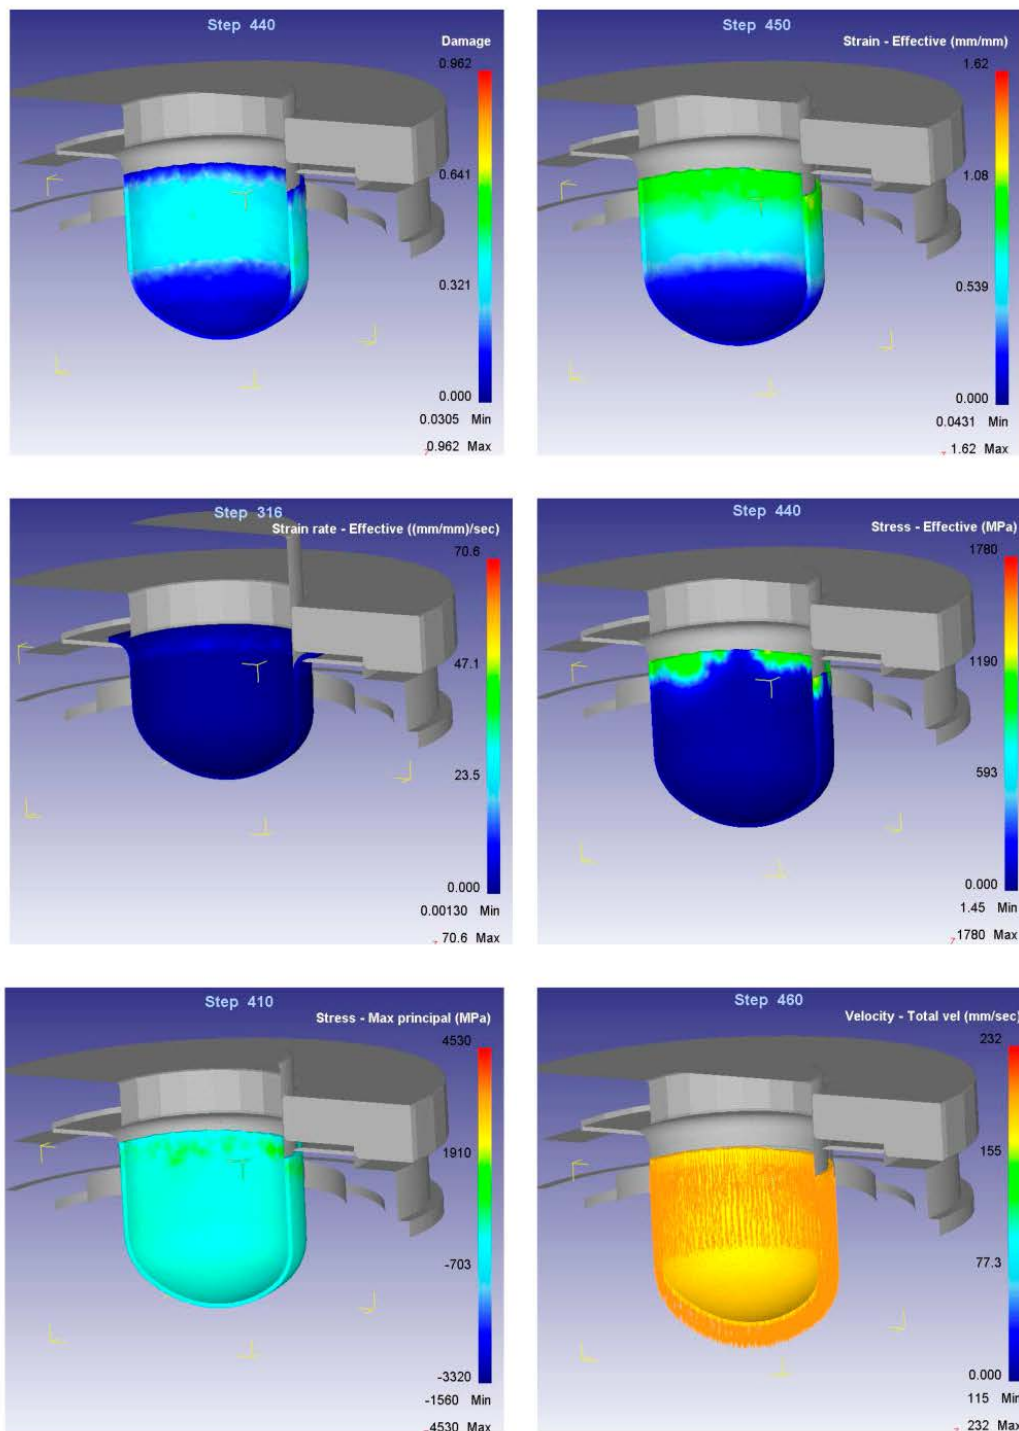 Step 440
Damage
0.962
0.641
0.321
0.000
0.0305 Min
0.962 Max
Step 450
Strain - Effective (mm/mm)
1.62
1.08
0.539
0.000
0.0431 Min
1.62 Max
Step 316
Strain rate - Effective ((mm/mm)/sec)
70.6
47.1
23.5
0.000
0.00130 Min
70.6 Max
Step 440
Stress - Effective (MPa)
1780
1190
593
0.000
1.45 Min
1780 Max
Step 410
Stress - Max principal (MPa)
4530
1910
-703
-3320
-1560 Min
4530 Max
Step 460
Velocity - Total vel (mm/sec)
232
155
77.3
0.000
115 Min
232 Max